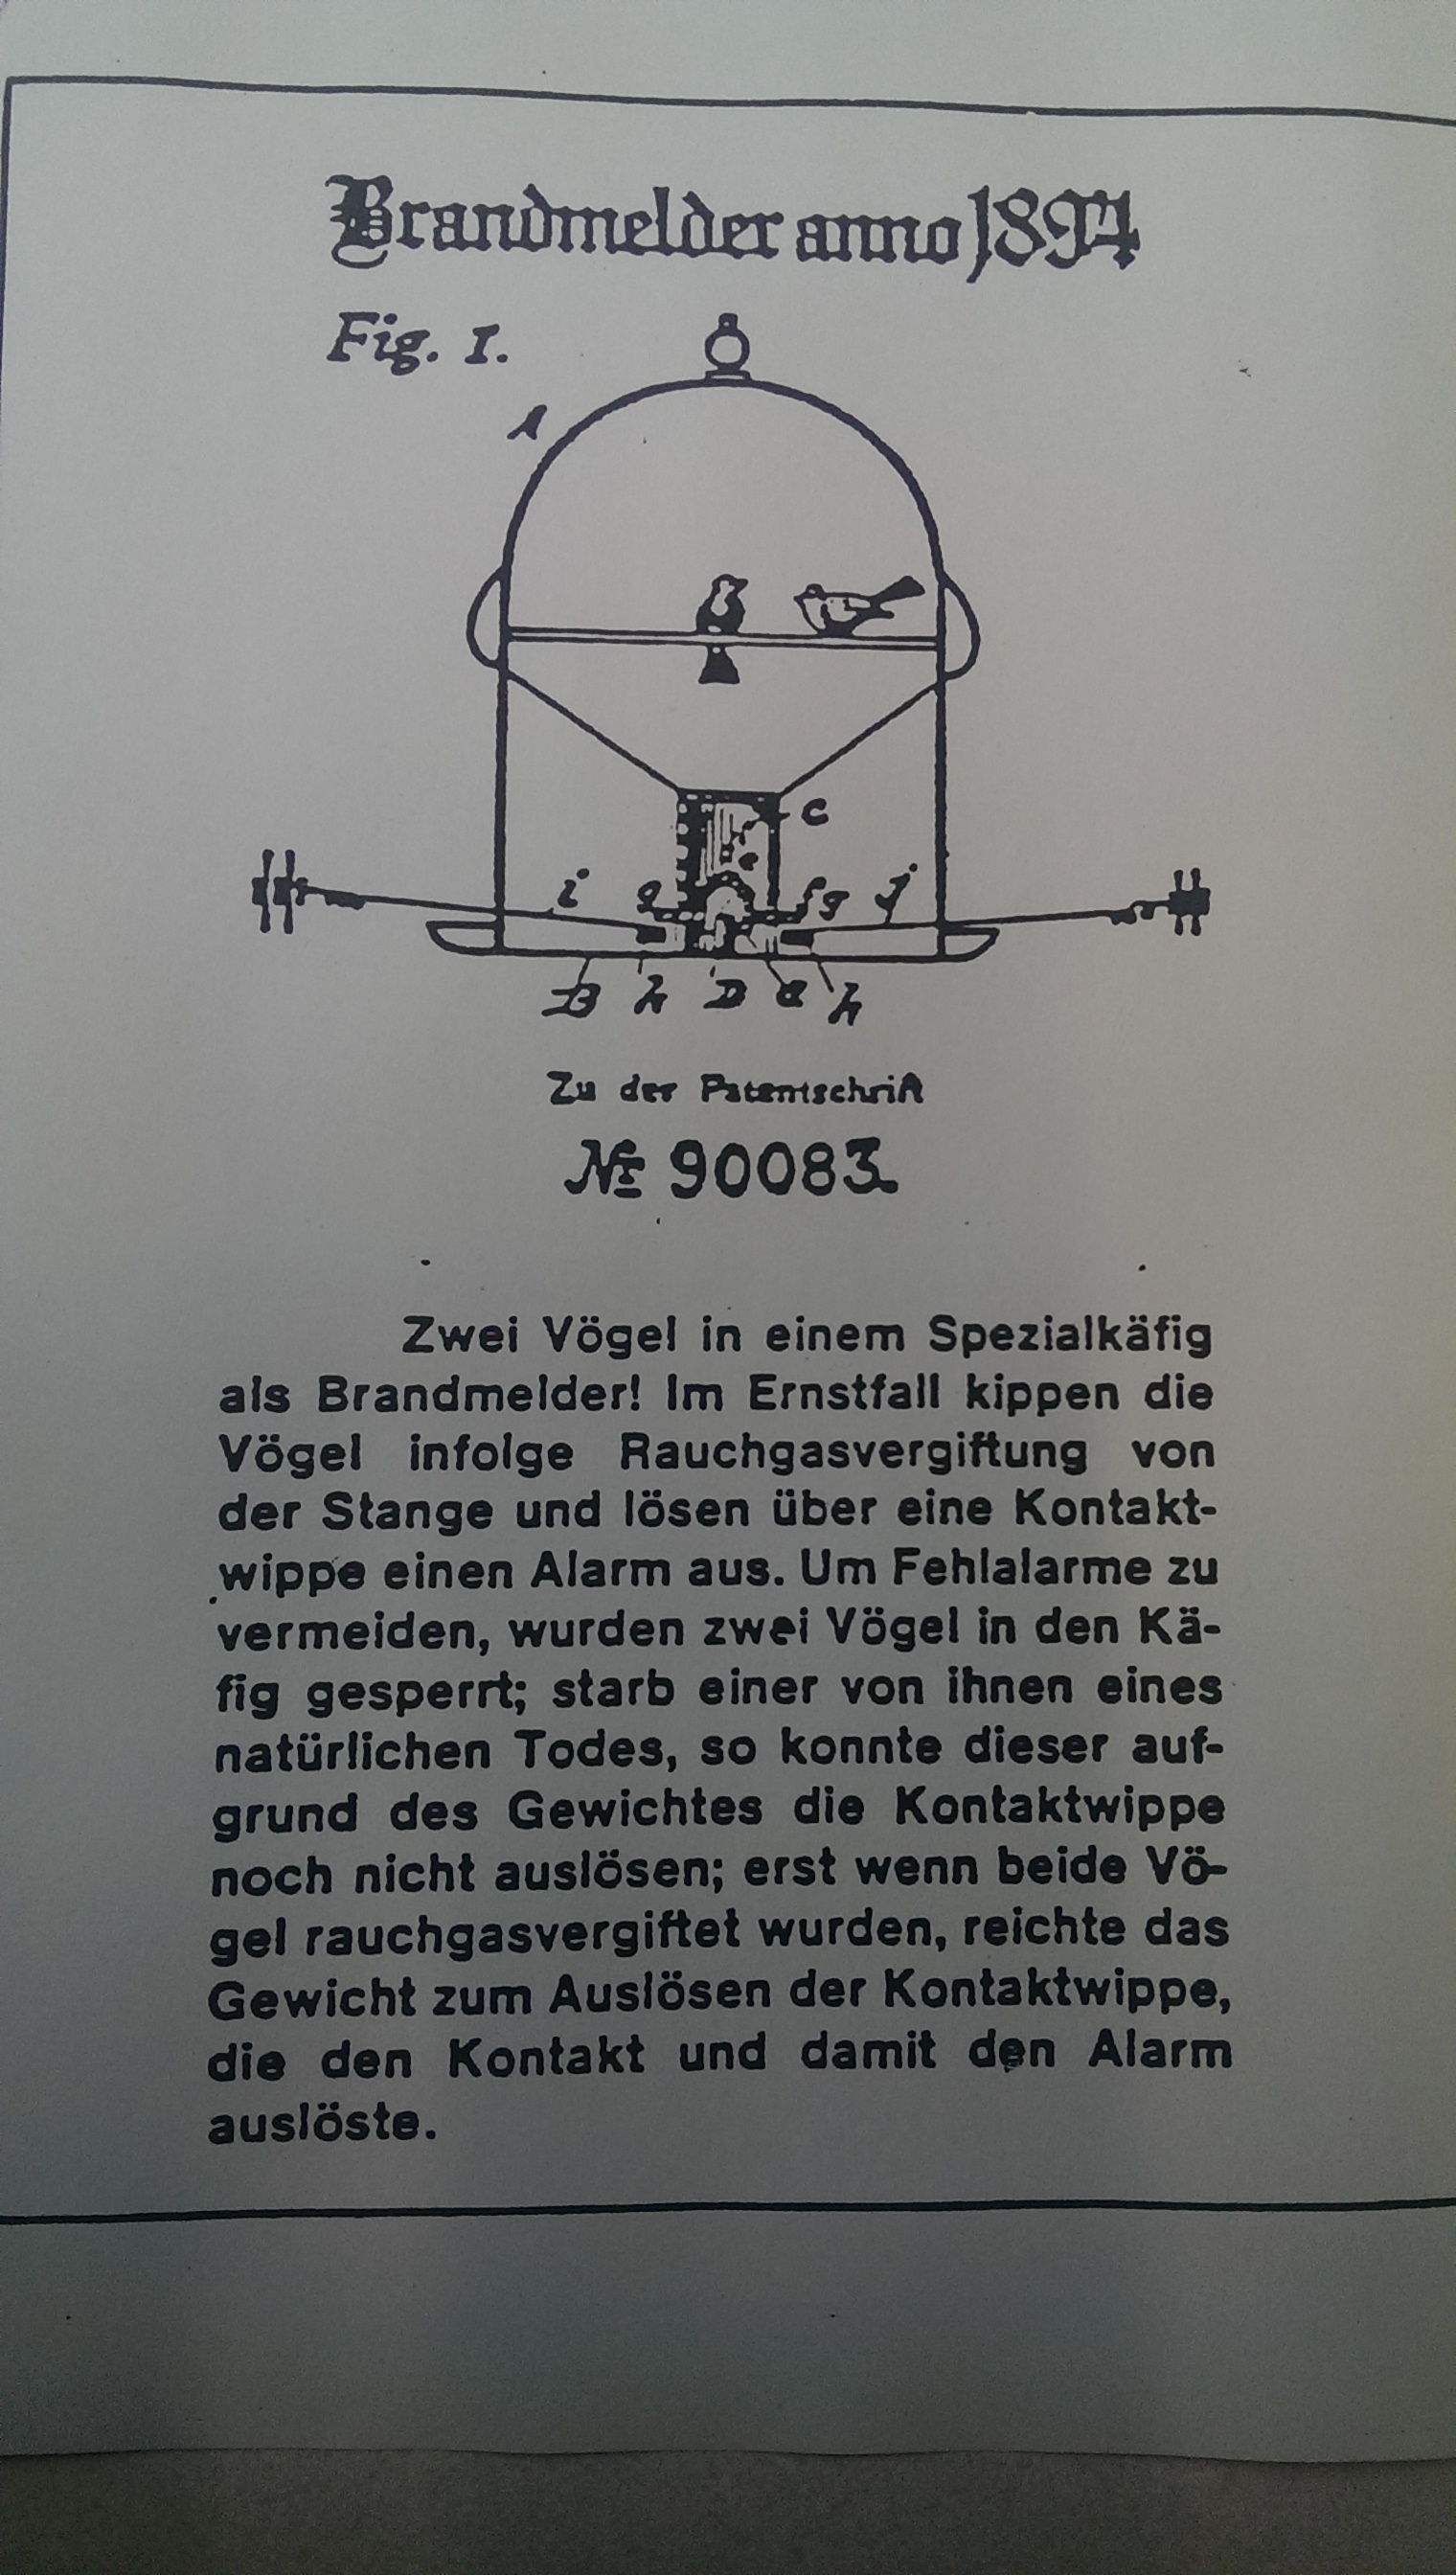 Brandmelder anno 1894
Fig. I.
A
C
e
i g f g j
B h D a h
Zu der Patentschrift
№ 90083.
Zwei Vögel in einem Spezialkäfig
als Brandmelder! Im Ernstfall kippen die
Vögel infolge Rauchgasvergiftung von
der Stange und lösen über eine Kontakt-
wippe einen Alarm aus. Um Fehlalarme zu
vermeiden, wurden zwei Vögel in den Kä-
fig gesperrt; starb einer von ihnen eines
natürlichen Todes, so konnte dieser auf-
grund des Gewichtes die Kontaktwippe
noch nicht auslösen; erst wenn beide Vö-
gel rauchgasvergiftet wurden, reichte das
Gewicht zum Auslösen der Kontaktwippe,
die den Kontakt und damit den Alarm
auslöste.